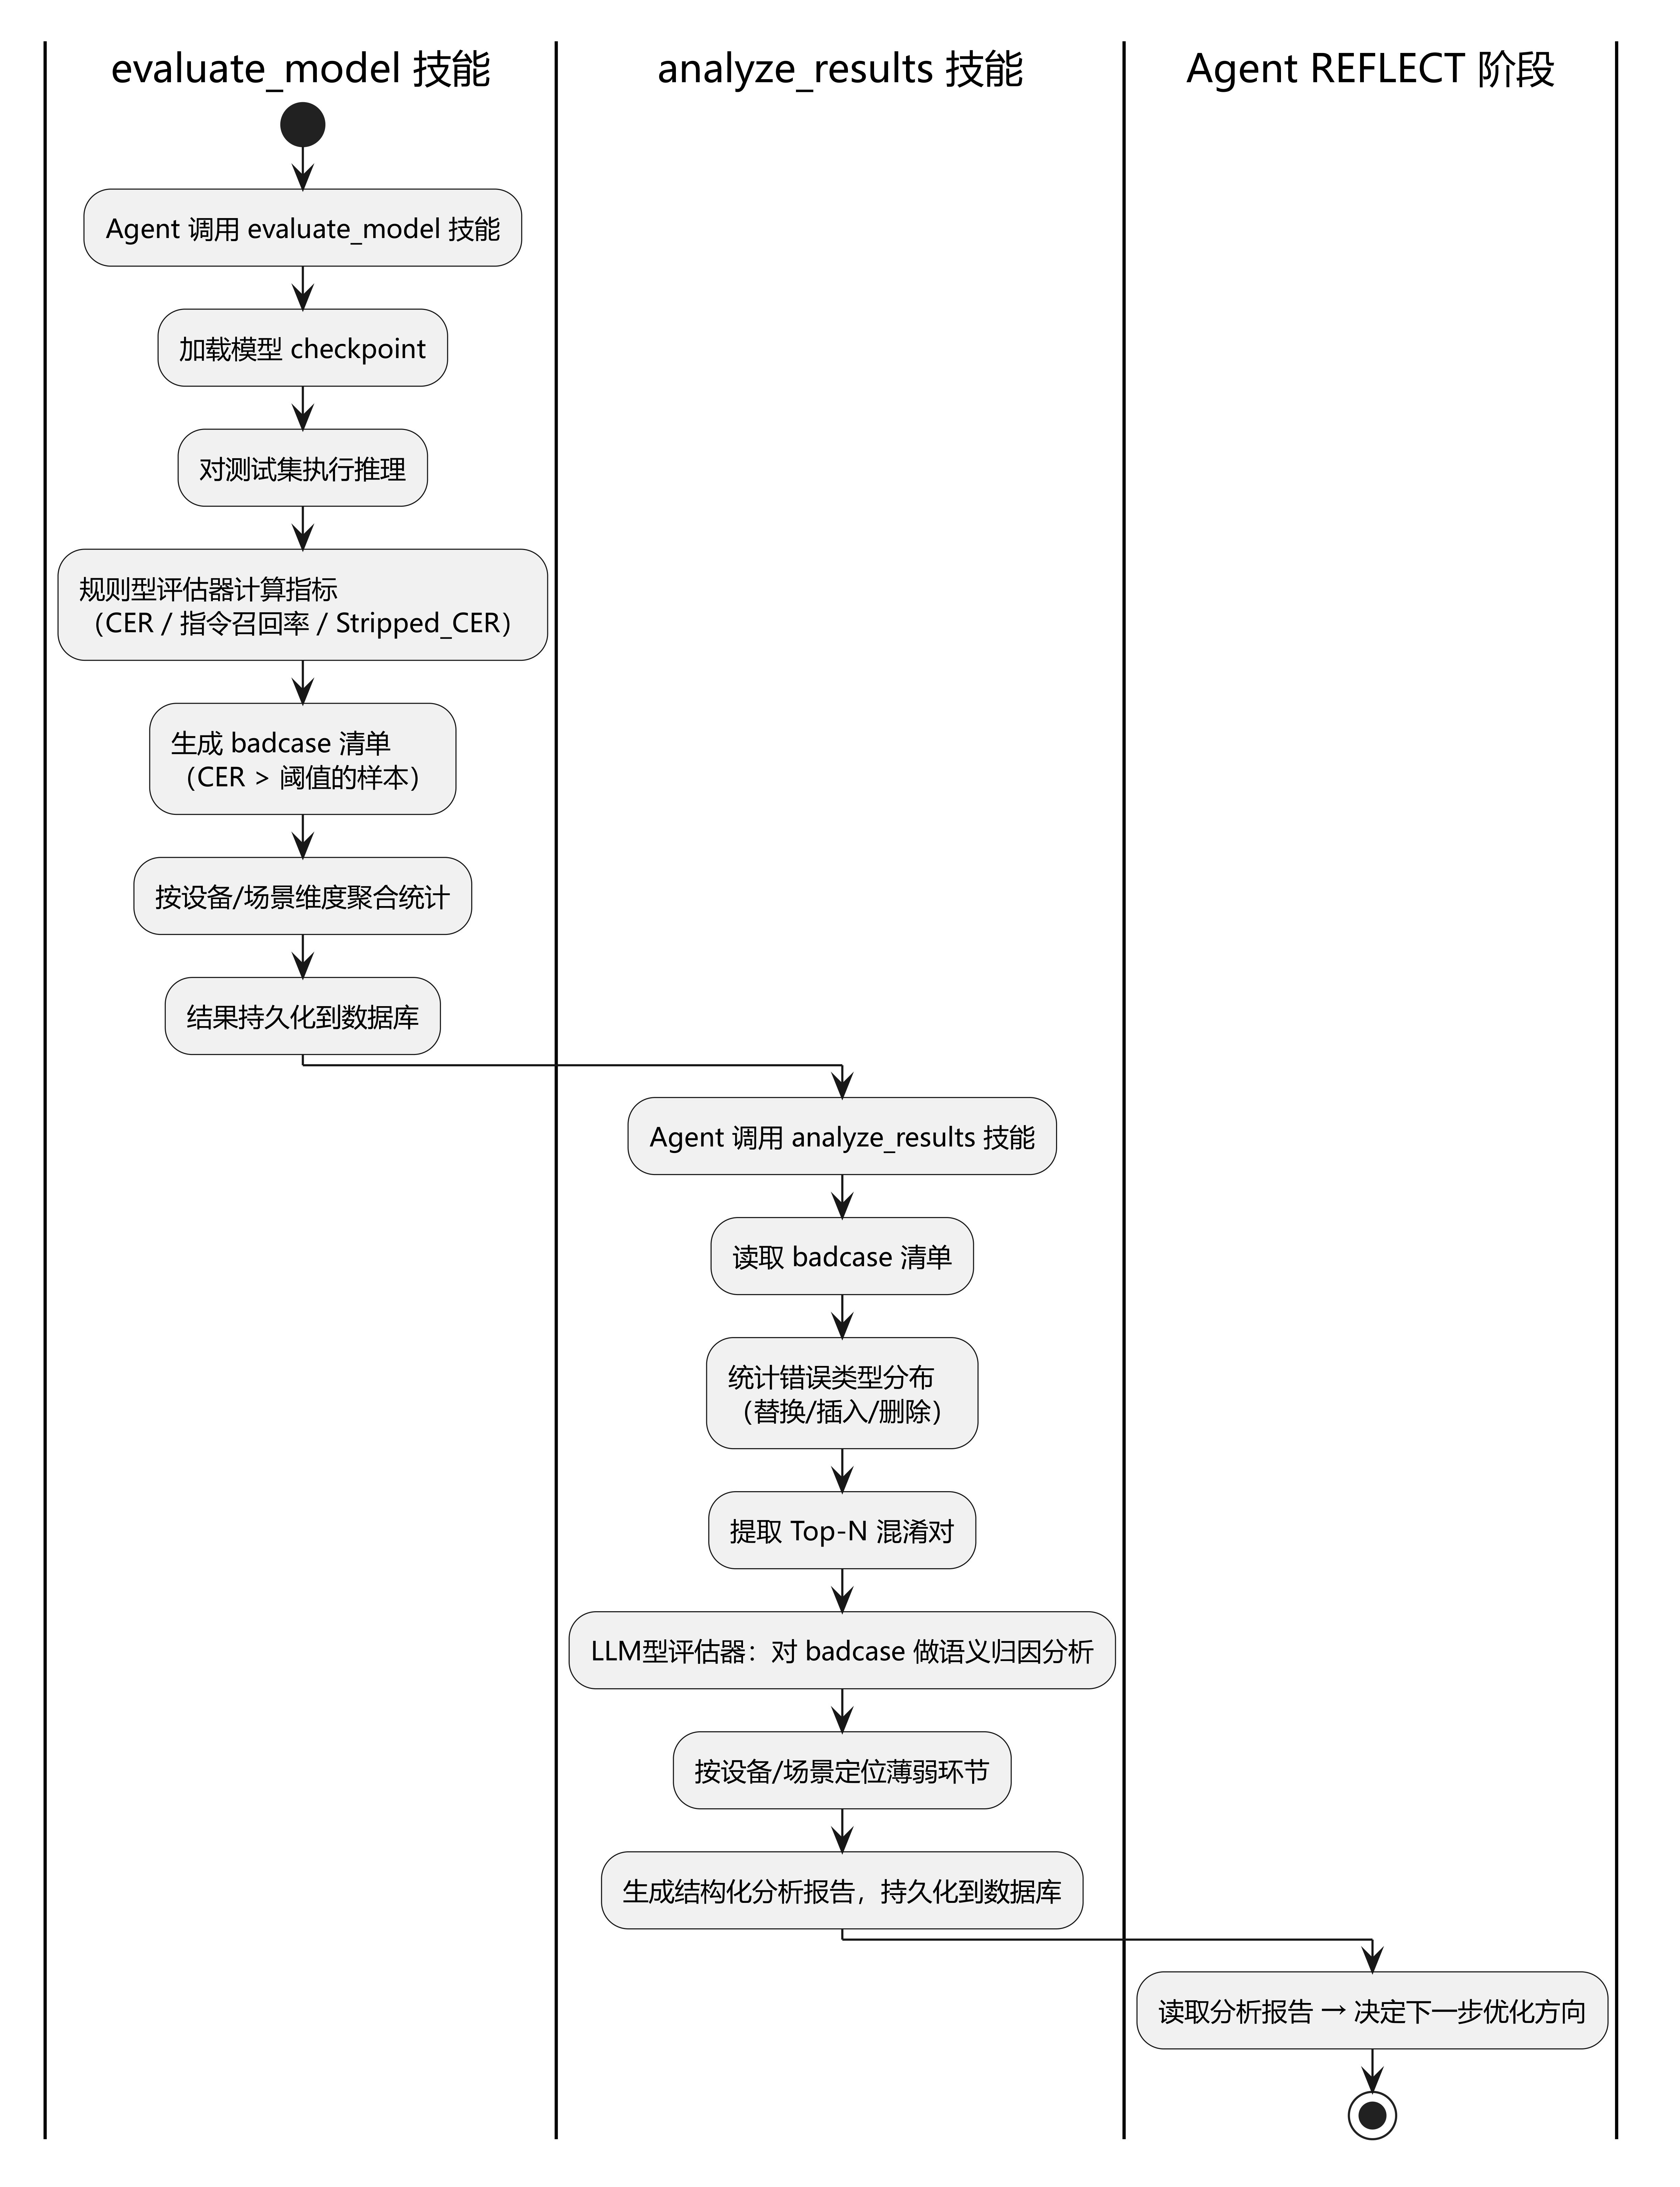 evaluate_model 技能
analyze_results 技能
Agent REFLECT 阶段
Agent 调用 evaluate_model 技能
加载模型 checkpoint
对测试集执行推理
规则型评估器计算指标
（CER / 指令召回率 / Stripped_CER）
生成 badcase 清单
（CER > 阈值的样本）
按设备/场景维度聚合统计
结果持久化到数据库
Agent 调用 analyze_results 技能
读取 badcase 清单
统计错误类型分布
（替换/插入/删除）
提取 Top-N 混淆对
LLM型评估器：对 badcase 做语义归因分析
按设备/场景定位薄弱环节
生成结构化分析报告，持久化到数据库
读取分析报告 → 决定下一步优化方向